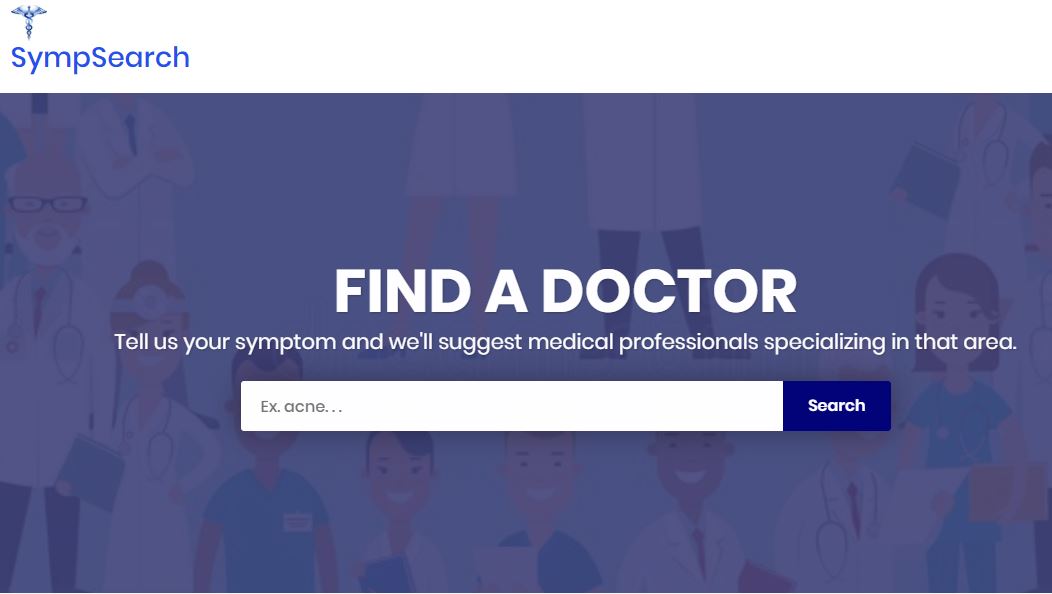 SympSearch
FIND A DOCTOR
Tell us your symptom and we'll suggest medical professionals specializing in that area.
Ex. acne. . .
Search